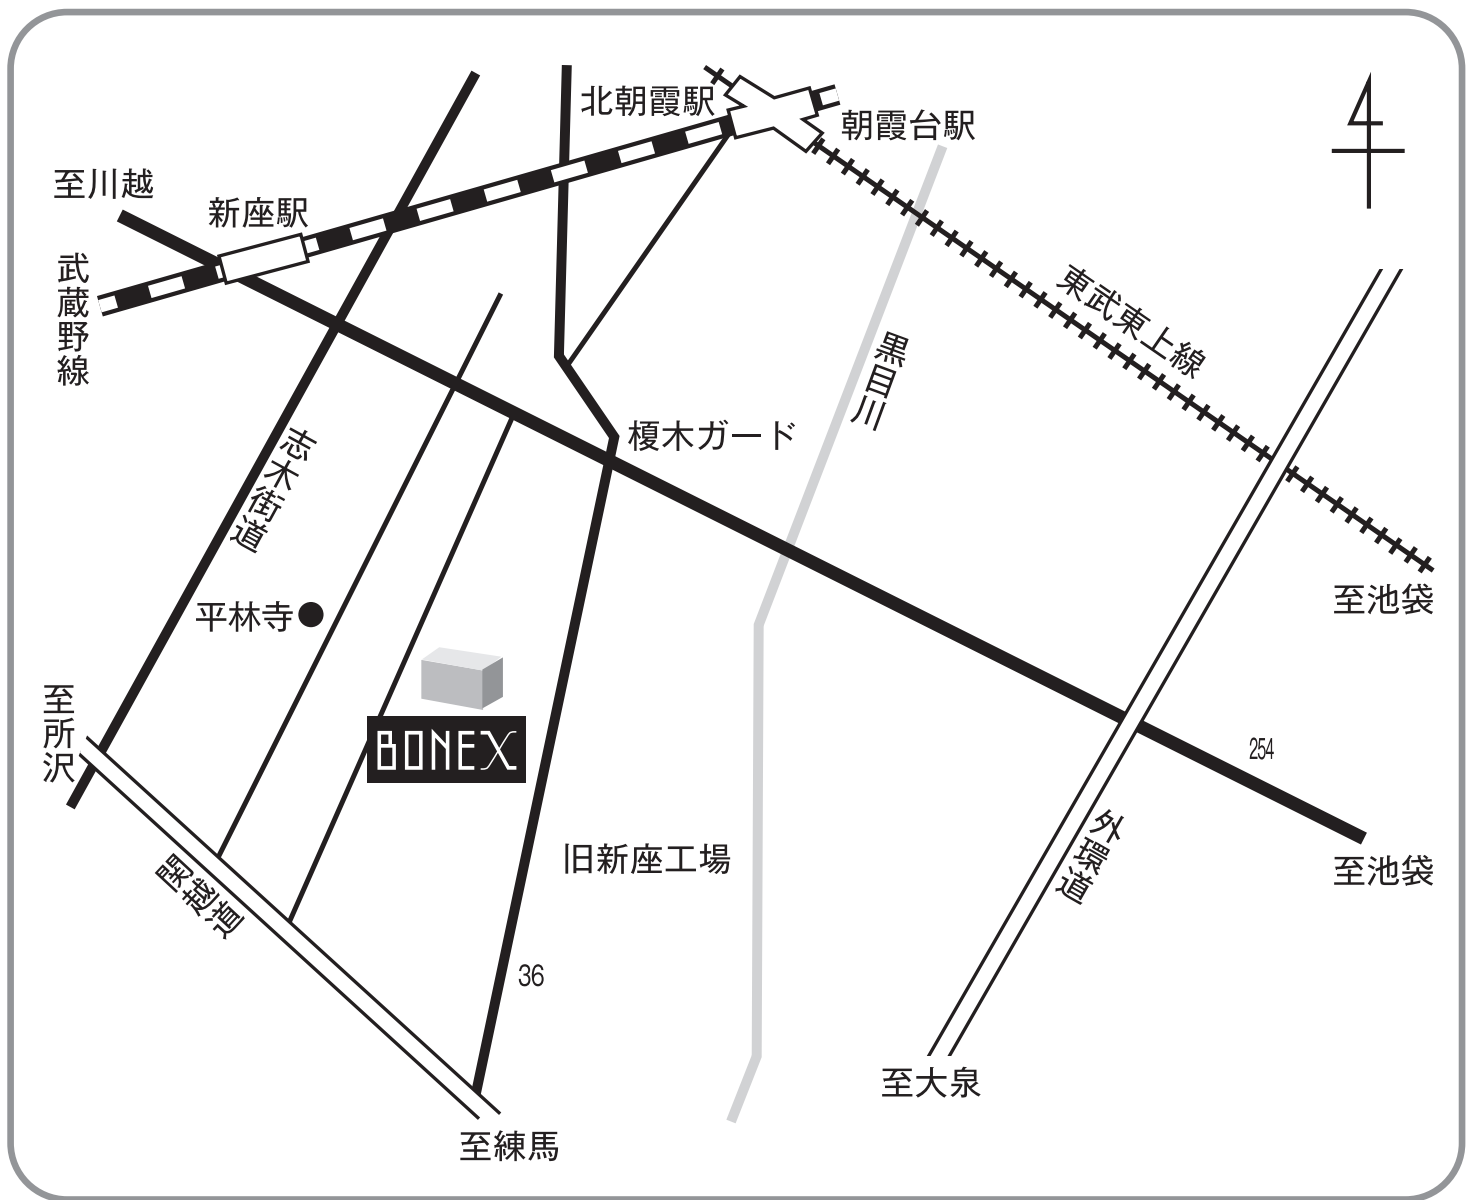 北朝霞駅
朝霞台駅
至川越
新座駅
武蔵野線
東武東上線
黒目川
榎木ガード
志木街道
至池袋
平林寺
至所沢
BONEX
254
外環道
旧新座工場
至池袋
関越道
36
至大泉
至練馬